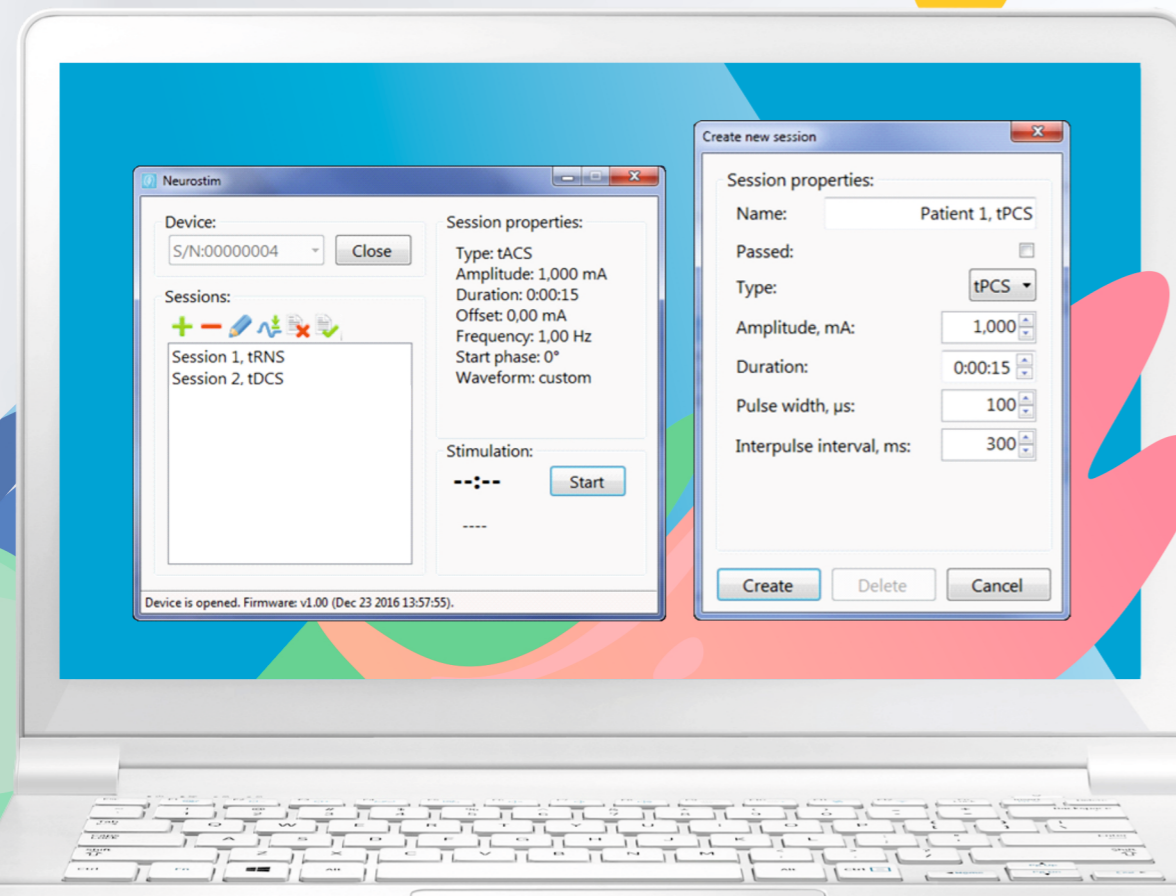 Neurostim
Device:
S/N:00000004
Close
Sessions:
Session 1, tRNS
Session 2, tDCS
Session properties:
Type: tACS
Amplitude: 1,000 mA
Duration: 0:00:15
Offset: 0,00 mA
Frequency: 1,00 Hz
Start phase: 0°
Waveform: custom
Stimulation:
--:--
Start
----
Device is opened. Firmware: v1.00 (Dec 23 2016 13:57:55).
Create new session
Session properties:
Name: Patient 1, tPCS
Passed:
Type: tPCS
Amplitude, mA: 1,000
Duration: 0:00:15
Pulse width, µs: 100
Interpulse interval, ms: 300
Create Delete Cancel